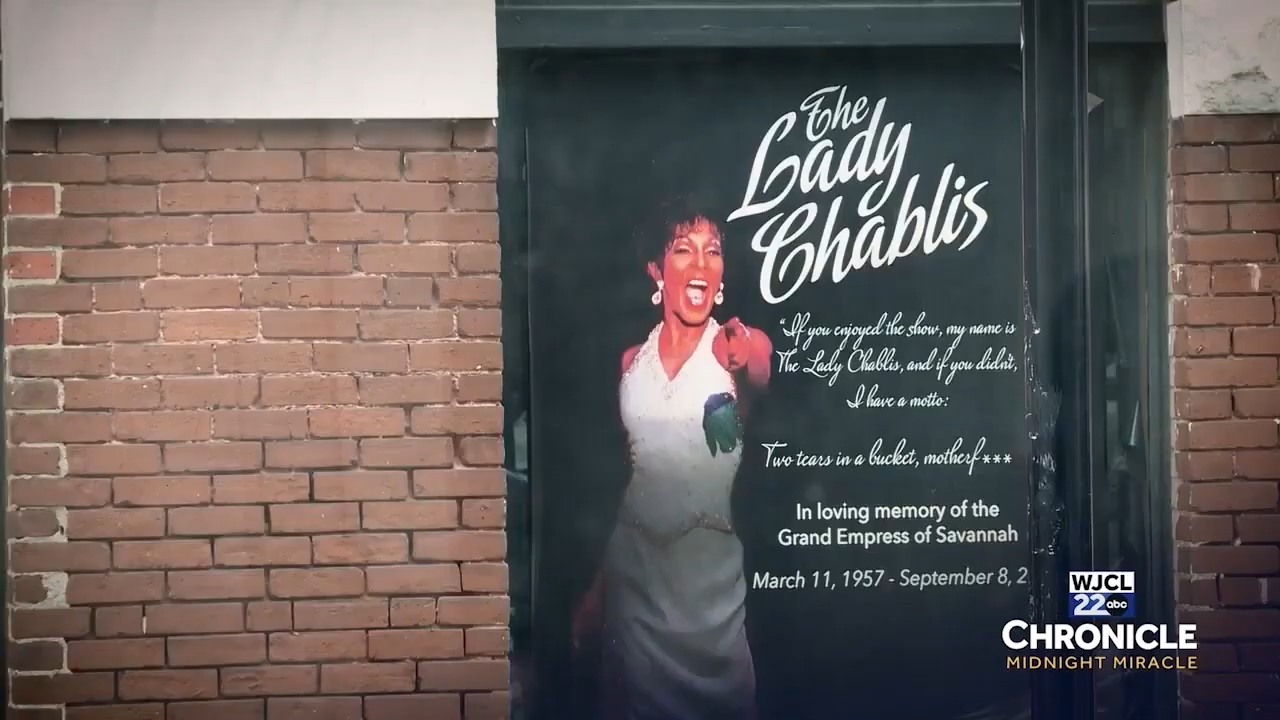 The
Lady
Chablis
"If you enjoyed the show, my name is
The Lady Chablis, and if you didn't,
I have a motto:
Two tears in a bucket, motherf***
In loving memory of the
Grand Empress of Savannah
March 11, 1957 - September 8, 2
WJCL
22 abc
CHRONICLE
MIDNIGHT MIRACLE